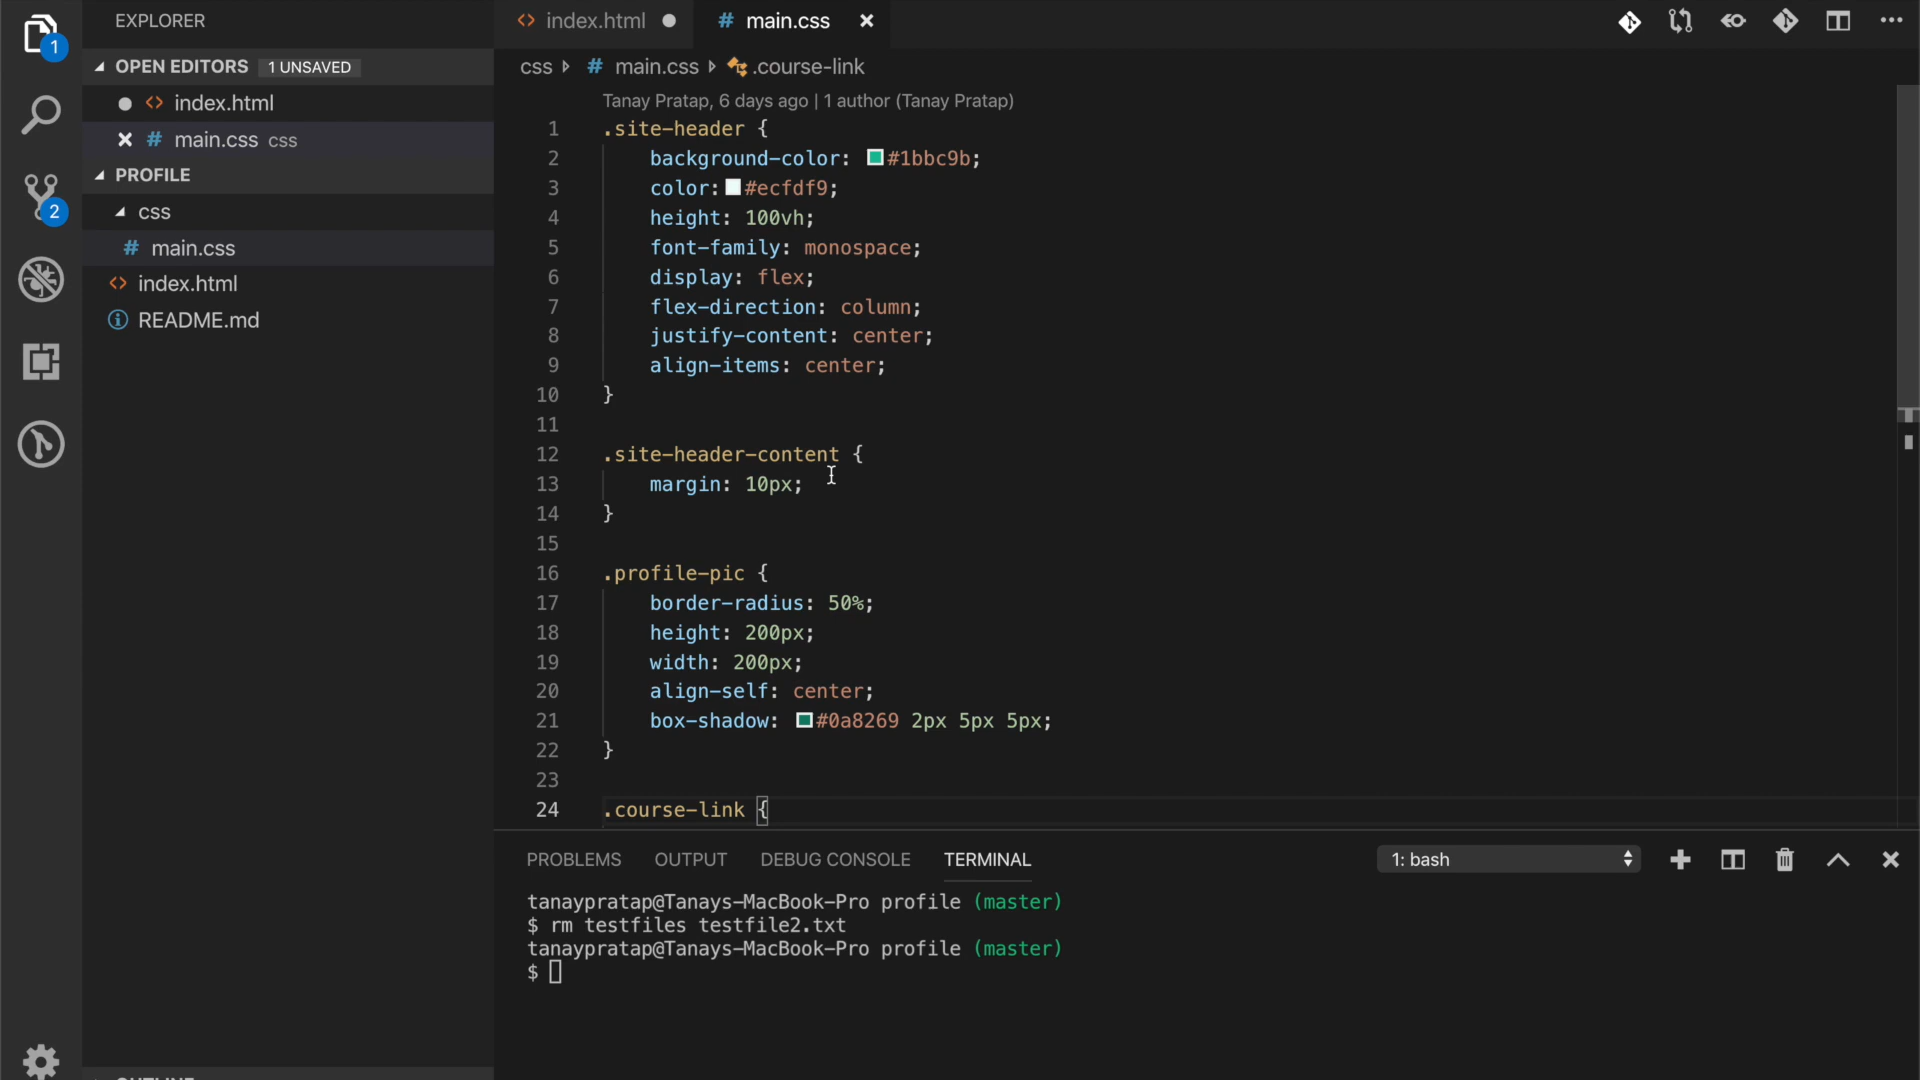 EXPLORER
OPEN EDITORS 1 UNSAVED
index.html
main.css css
PROFILE
css
main.css
index.html
README.md
1
2
index.html
main.css
css main.css .course-link
Tanay Pratap, 6 days ago | 1 author (Tanay Pratap)
1 .site-header {
2 background-color: #1bbc9b;
3 color: #ecfdf9;
4 height: 100vh;
5 font-family: monospace;
6 display: flex;
7 flex-direction: column;
8 justify-content: center;
9 align-items: center;
10 }
11
12 .site-header-content {
13 margin: 10px;
14 }
15
16 .profile-pic {
17 border-radius: 50%;
18 height: 200px;
19 width: 200px;
20 align-self: center;
21 box-shadow: #0a8269 2px 5px 5px;
22 }
23
24 .course-link {
PROBLEMS OUTPUT DEBUG CONSOLE TERMINAL 1: bash
tanaypratap@Tanays-MacBook-Pro profile (master)
$ rm testfiles testfile2.txt
tanaypratap@Tanays-MacBook-Pro profile (master)
$